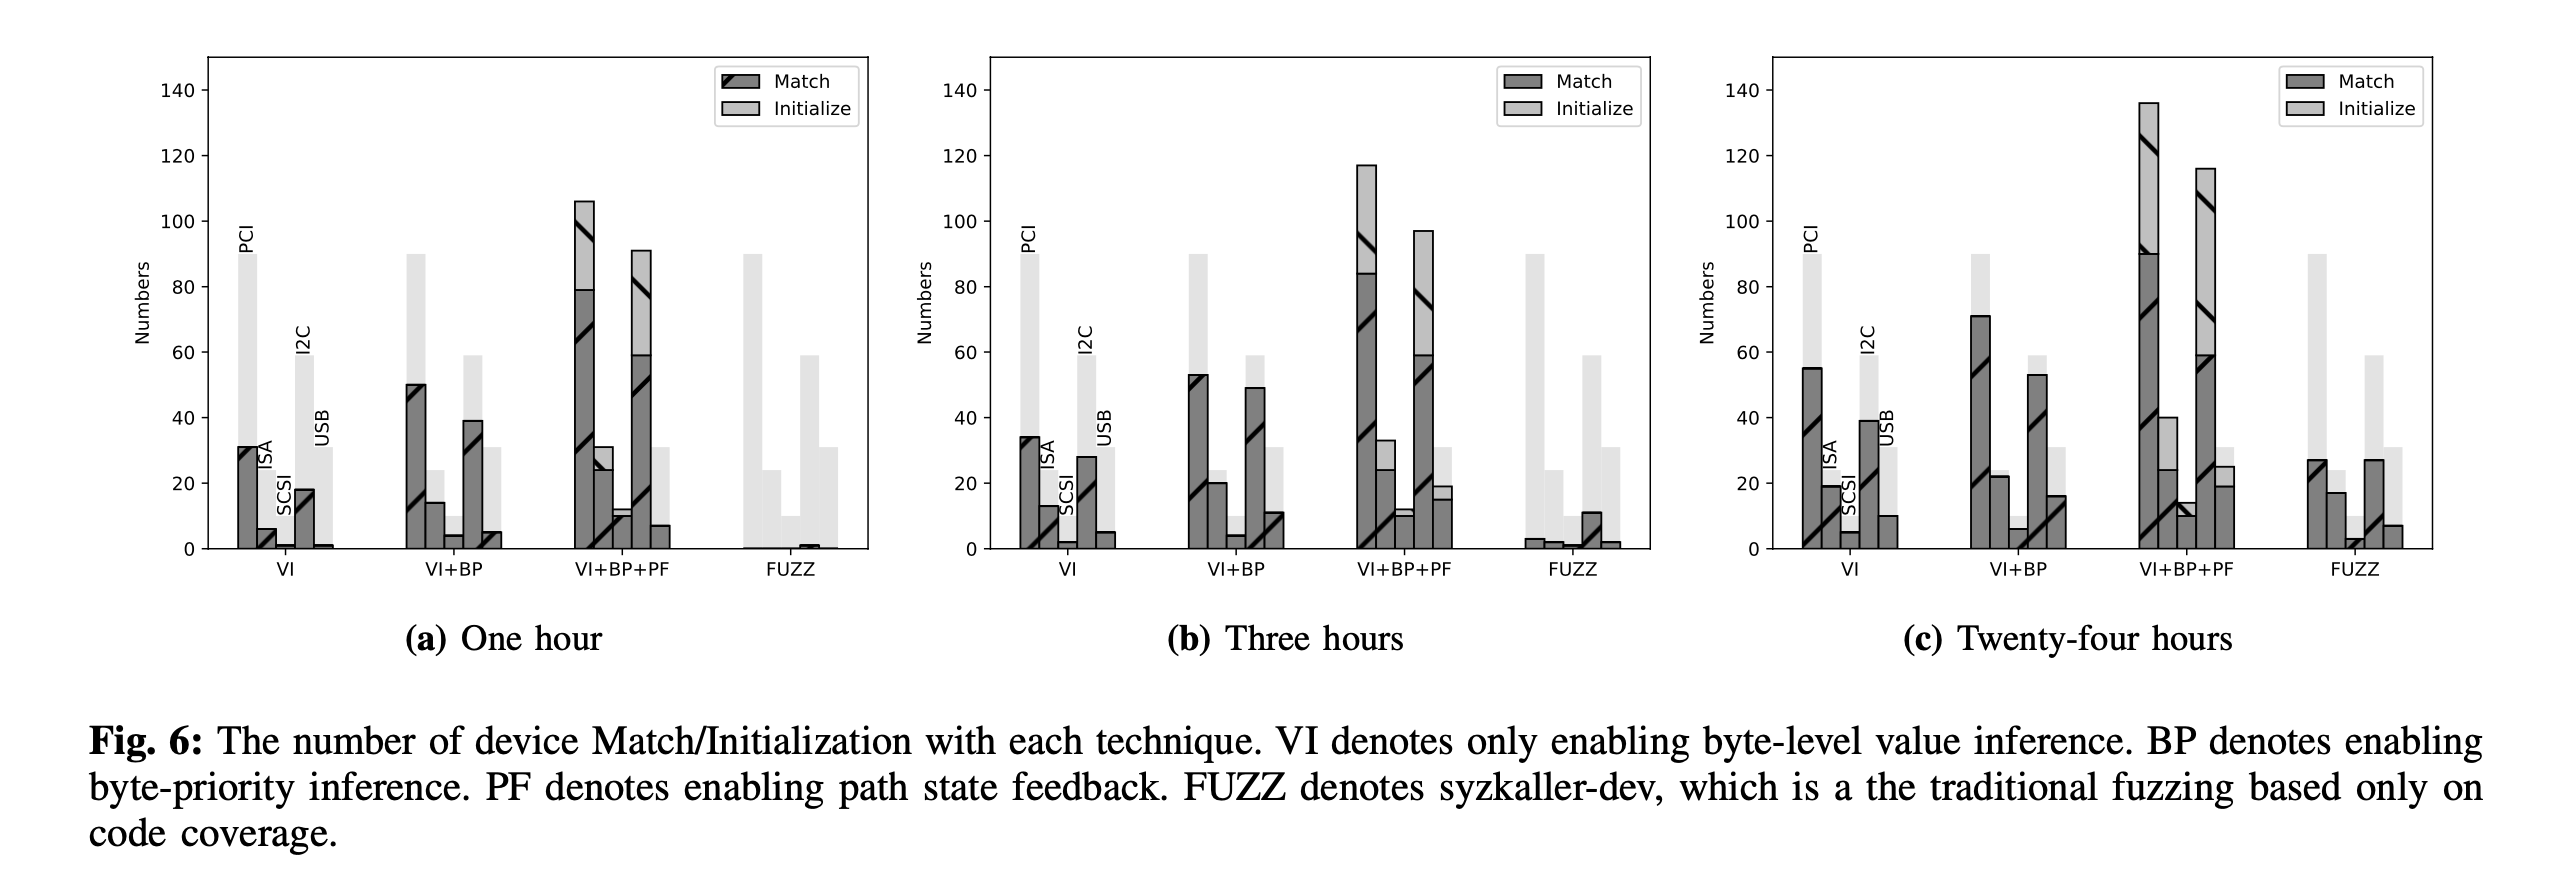 140
120
100
80
60
40
20
0
Numbers
Match
Initialize
PCI
ISA
SCSI
I2C
USB
VI
VI+BP
VI+BP+PF
FUZZ
(a) One hour
140
120
100
80
60
40
20
0
Numbers
Match
Initialize
PCI
ISA
SCSI
I2C
USB
VI
VI+BP
VI+BP+PF
FUZZ
(b) Three hours
140
120
100
80
60
40
20
0
Numbers
Match
Initialize
PCI
ISA
SCSI
I2C
USB
VI
VI+BP
VI+BP+PF
FUZZ
(c) Twenty-four hours
Fig. 6: The number of device Match/Initialization with each technique. VI denotes only enabling byte-level value inference. BP denotes enabling
byte-priority inference. PF denotes enabling path state feedback. FUZZ denotes syzkaller-dev, which is a the traditional fuzzing based only on
code coverage.